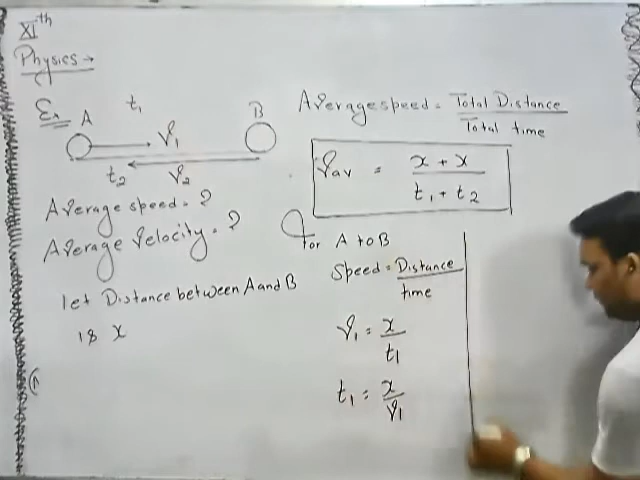 XIth
Physics →
Ex A t1 B
v1
t2 v2
Average speed = ?
Average Velocity = ?
let Distance between A and B
is x
Average speed = Total Distance / Total time
vav = x + x / t1 + t2
for A to B
Speed = Distance / time
v1 = x / t1
t1 = x / v1